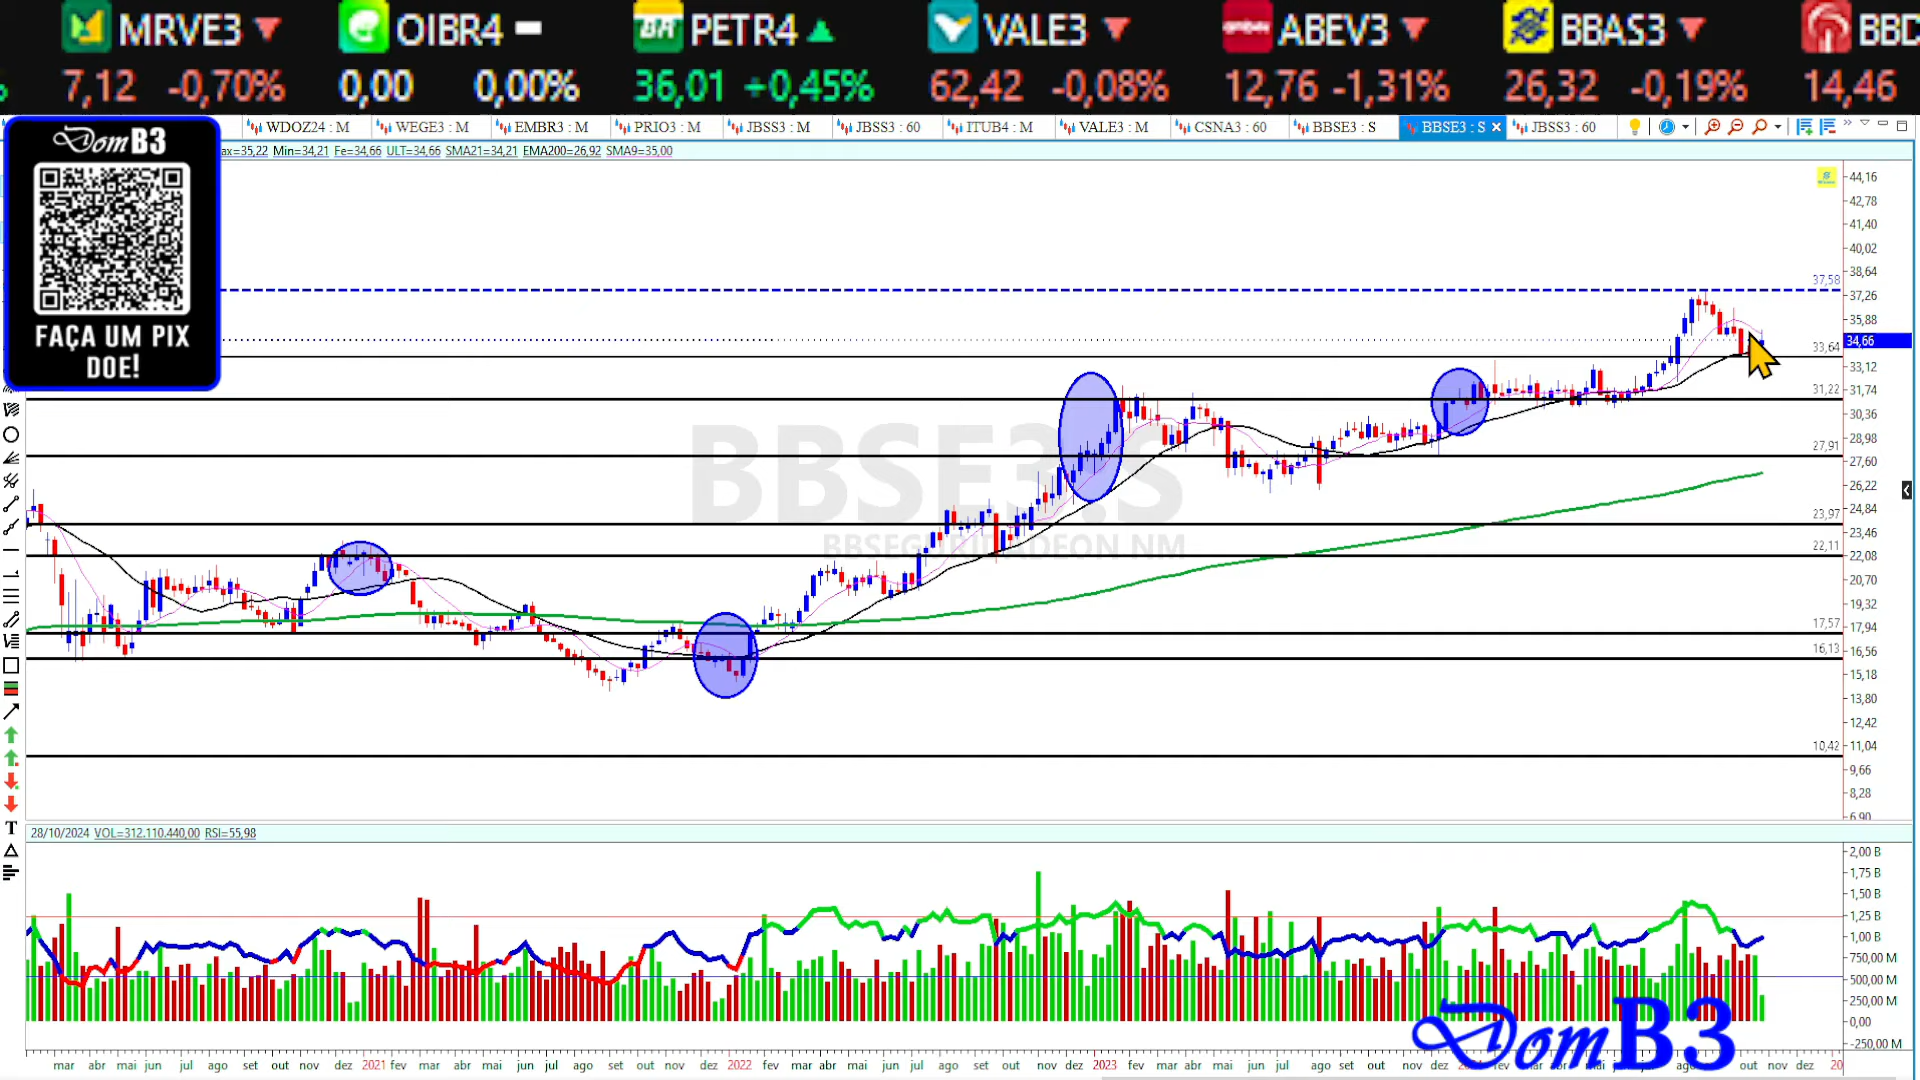 MRVE3 OIBR4 PETR4 VALE3 ABEV3 BBAS3 BBD
7,12 -0,70% 0,00 0,00% 36,01 +0,45% 62,42 -0,08% 12,76 -1,31% 26,32 -0,19% 14,46
WDOZ24 : M WEGE3 : M EMBR3 : M PRIO3 : M JBSS3 : M JBSS3 : 60 ITUB4 : M VALE3 : M CSNA3 : 60 BBSE3 : S BBSE3 : S JBSS3 : 60
ax=35,22 Min=34,21 Fe=34,66 ULT=34,66 SMA21=34,21 EMA200=26,92 SMA9=35,00
DomB3
FAÇA UM PIX
DOE!
44,16
42,78
41,40
40,02
38,64
37,58
37,26
35,88
34,66
33,64
33,12
31,74
31,22
30,36
28,98
27,91
27,60
26,22
24,84
23,97
23,46
22,11
22,08
20,70
19,32
17,94
17,57
16,56
16,13
15,18
13,80
12,42
11,04
10,42
9,66
8,28
6,90
BBSE3:S
BBSEGURIDADEON NM
28/10/2024 VOL=312.110.440,00 RSI=55,98
2,00 B
1,75 B
1,50 B
1,25 B
1,00 B
750,00 M
500,00 M
250,00 M
0,00
-250,00 M
DomB3
mar abr mai jun jul ago set out nov dez 2021 fev mar abr mai jun jul ago set out nov dez 2022 fev mar abr mai jun jul ago set out nov dez 2023 fev mar abr mai jun jul ago set out nov dez out nov dez 20